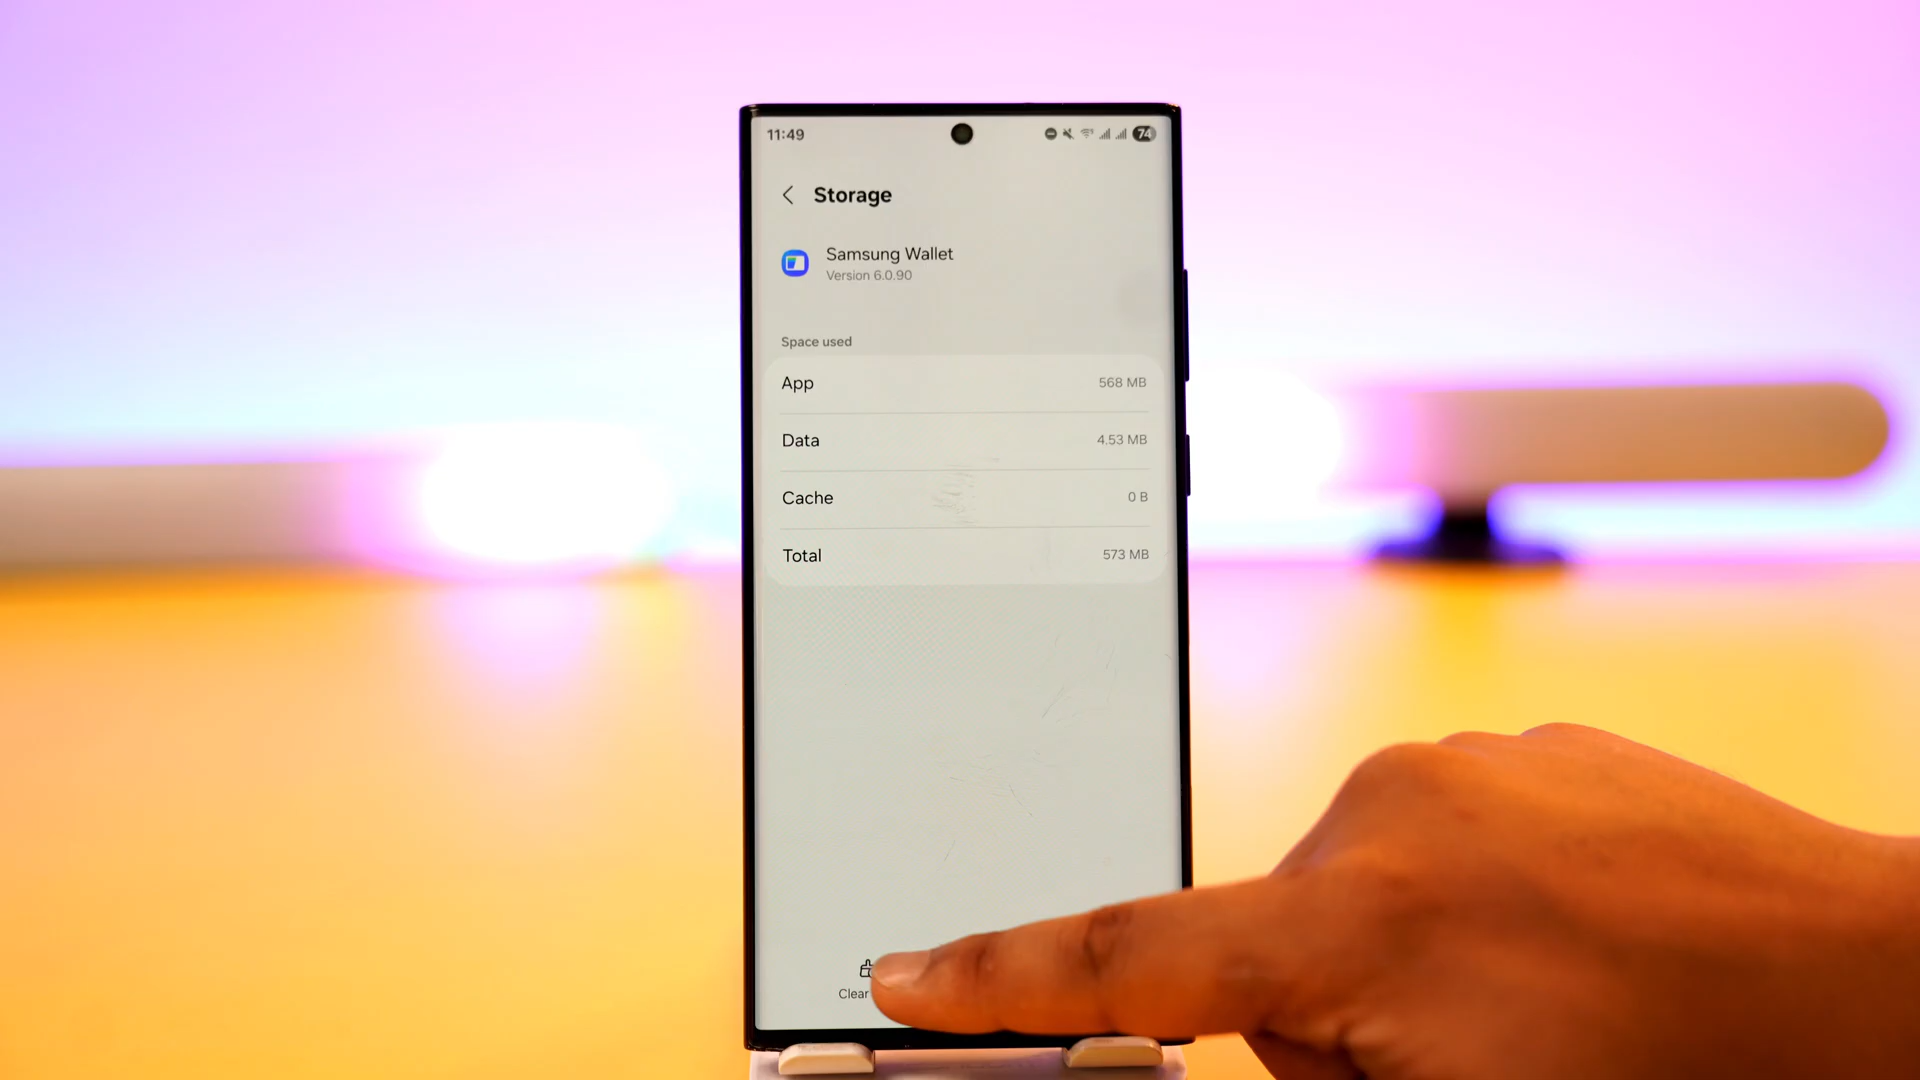 11:49
74
Storage
Samsung Wallet
Version 6.0.90
Space used
App 568 MB
Data 4.53 MB
Cache 0 B
Total 573 MB
Clear